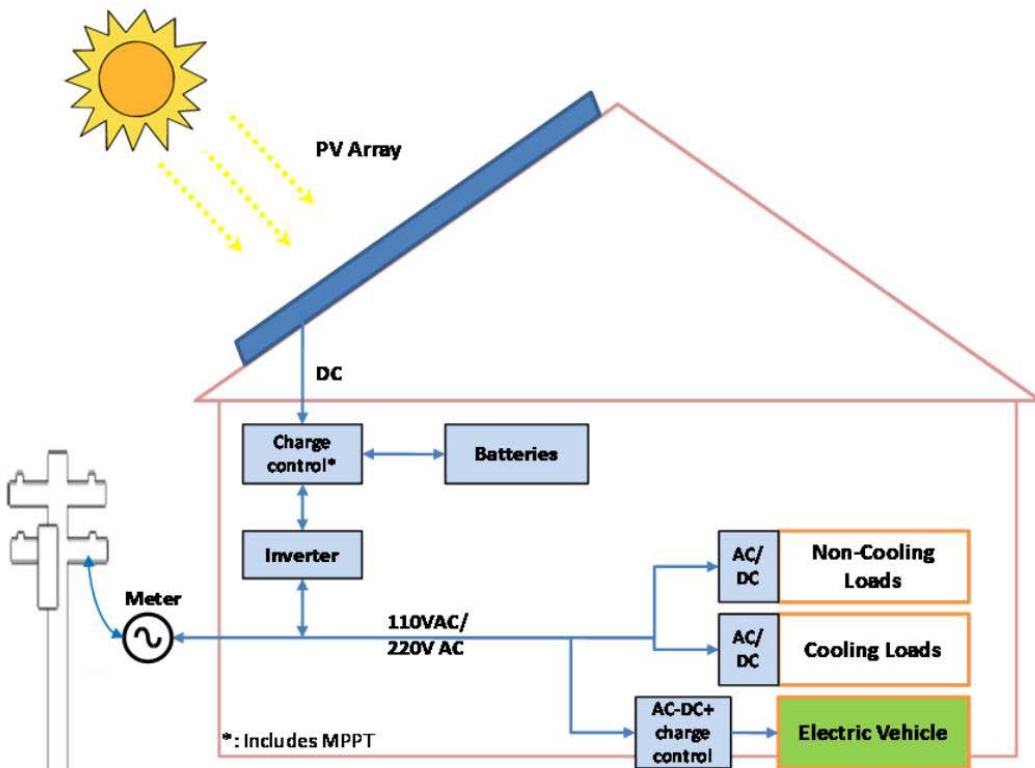 PV Array
DC
Charge
control*
Batteries
Inverter
Meter
110VAC/
220V AC
AC/
DC
Non-Cooling
Loads
AC/
DC
Cooling Loads
AC-DC+
charge
control
Electric Vehicle
*: Includes MPPT